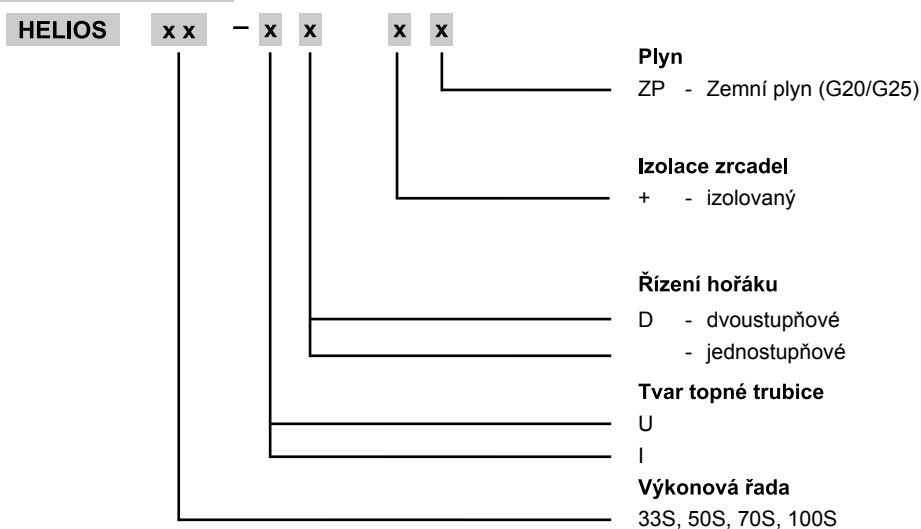 HELIOS xx – x x x x
Plyn
ZP - Zemní plyn (G20/G25)
Izolace zrcadel
+ - izolovaný
Řízení hořáku
D - dvoustupňové
- jednostupňové
Tvar topné trubice
U
I
Výkonová řada
33S, 50S, 70S, 100S